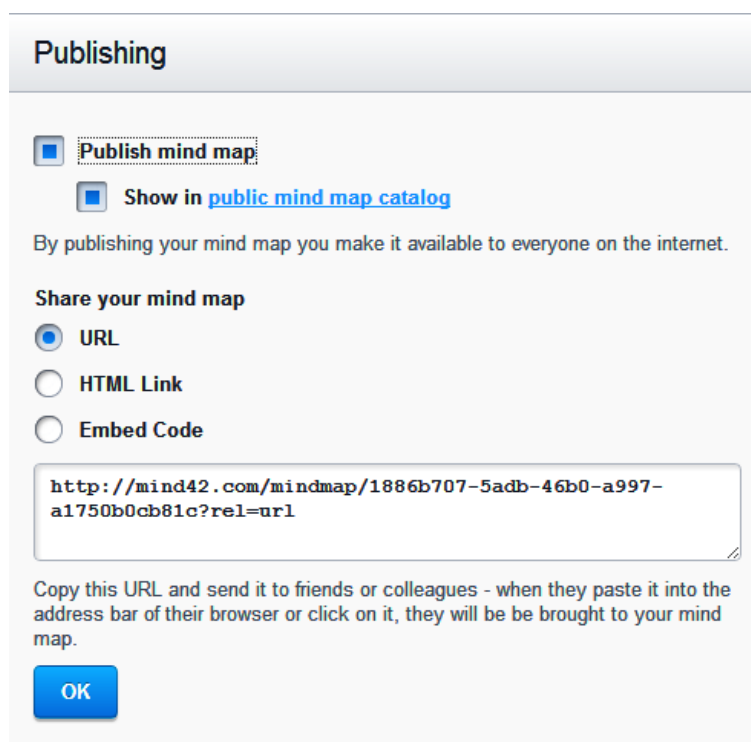 Publishing
Publish mind map
Show in public mind map catalog
By publishing your mind map you make it available to everyone on the internet.
Share your mind map
URL
HTML Link
Embed Code
http://mind42.com/mindmap/1886b707-5adb-46b0-a997-
a1750b0cb81c?rel=url
Copy this URL and send it to friends or colleagues - when they paste it into the
address bar of their browser or click on it, they will be be brought to your mind
map.
OK